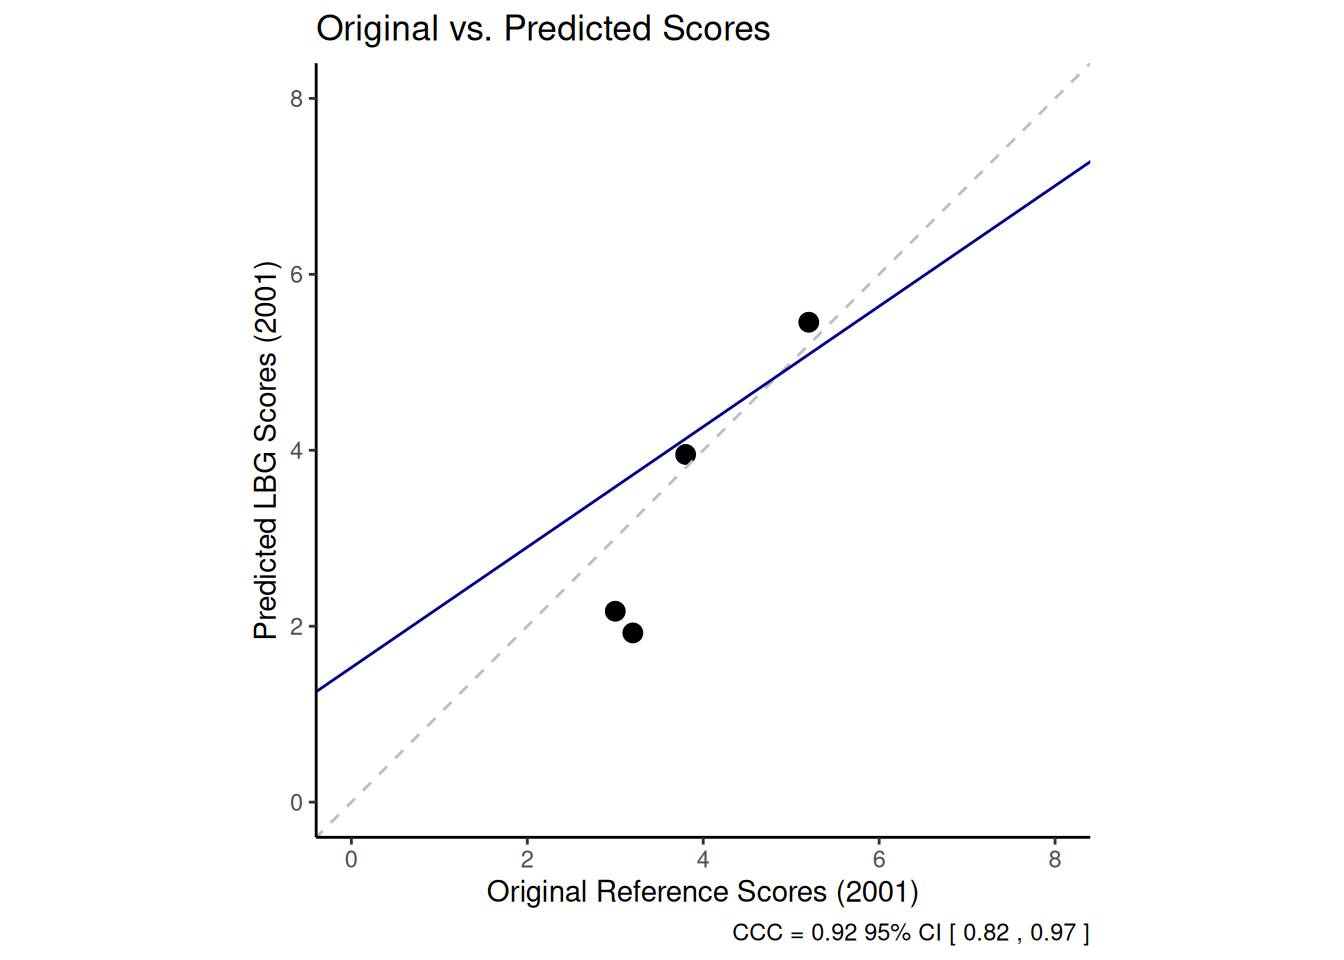 Original vs. Predicted Scores
8
6
4
2
0
Predicted LBG Scores (2001)
0 2 4 6 8
Original Reference Scores (2001)
CCC = 0.92 95% CI [ 0.82 , 0.97 ]